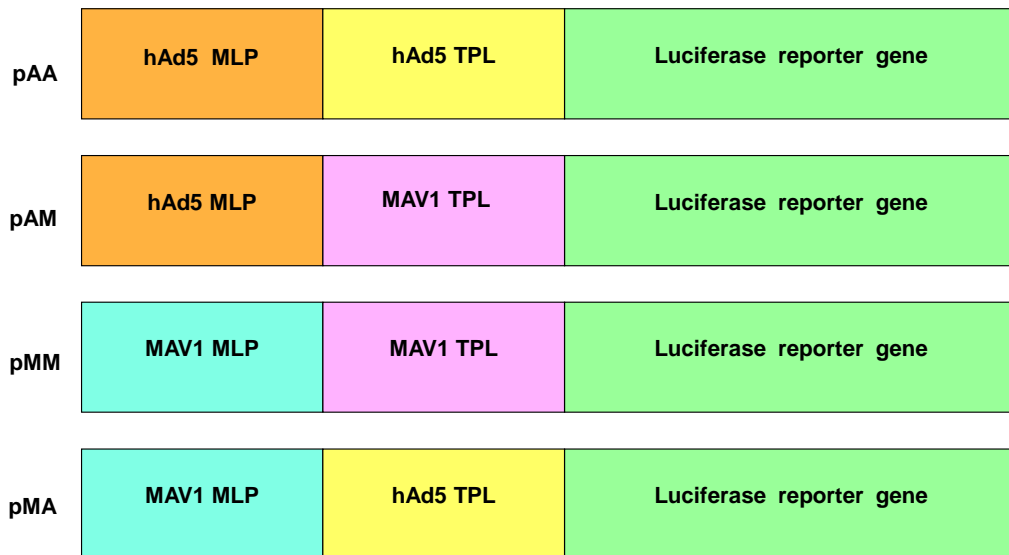 pAA hAd5 MLP hAd5 TPL Luciferase reporter gene
pAM hAd5 MLP MAV1 TPL Luciferase reporter gene
pMM MAV1 MLP MAV1 TPL Luciferase reporter gene
pMA MAV1 MLP hAd5 TPL Luciferase reporter gene